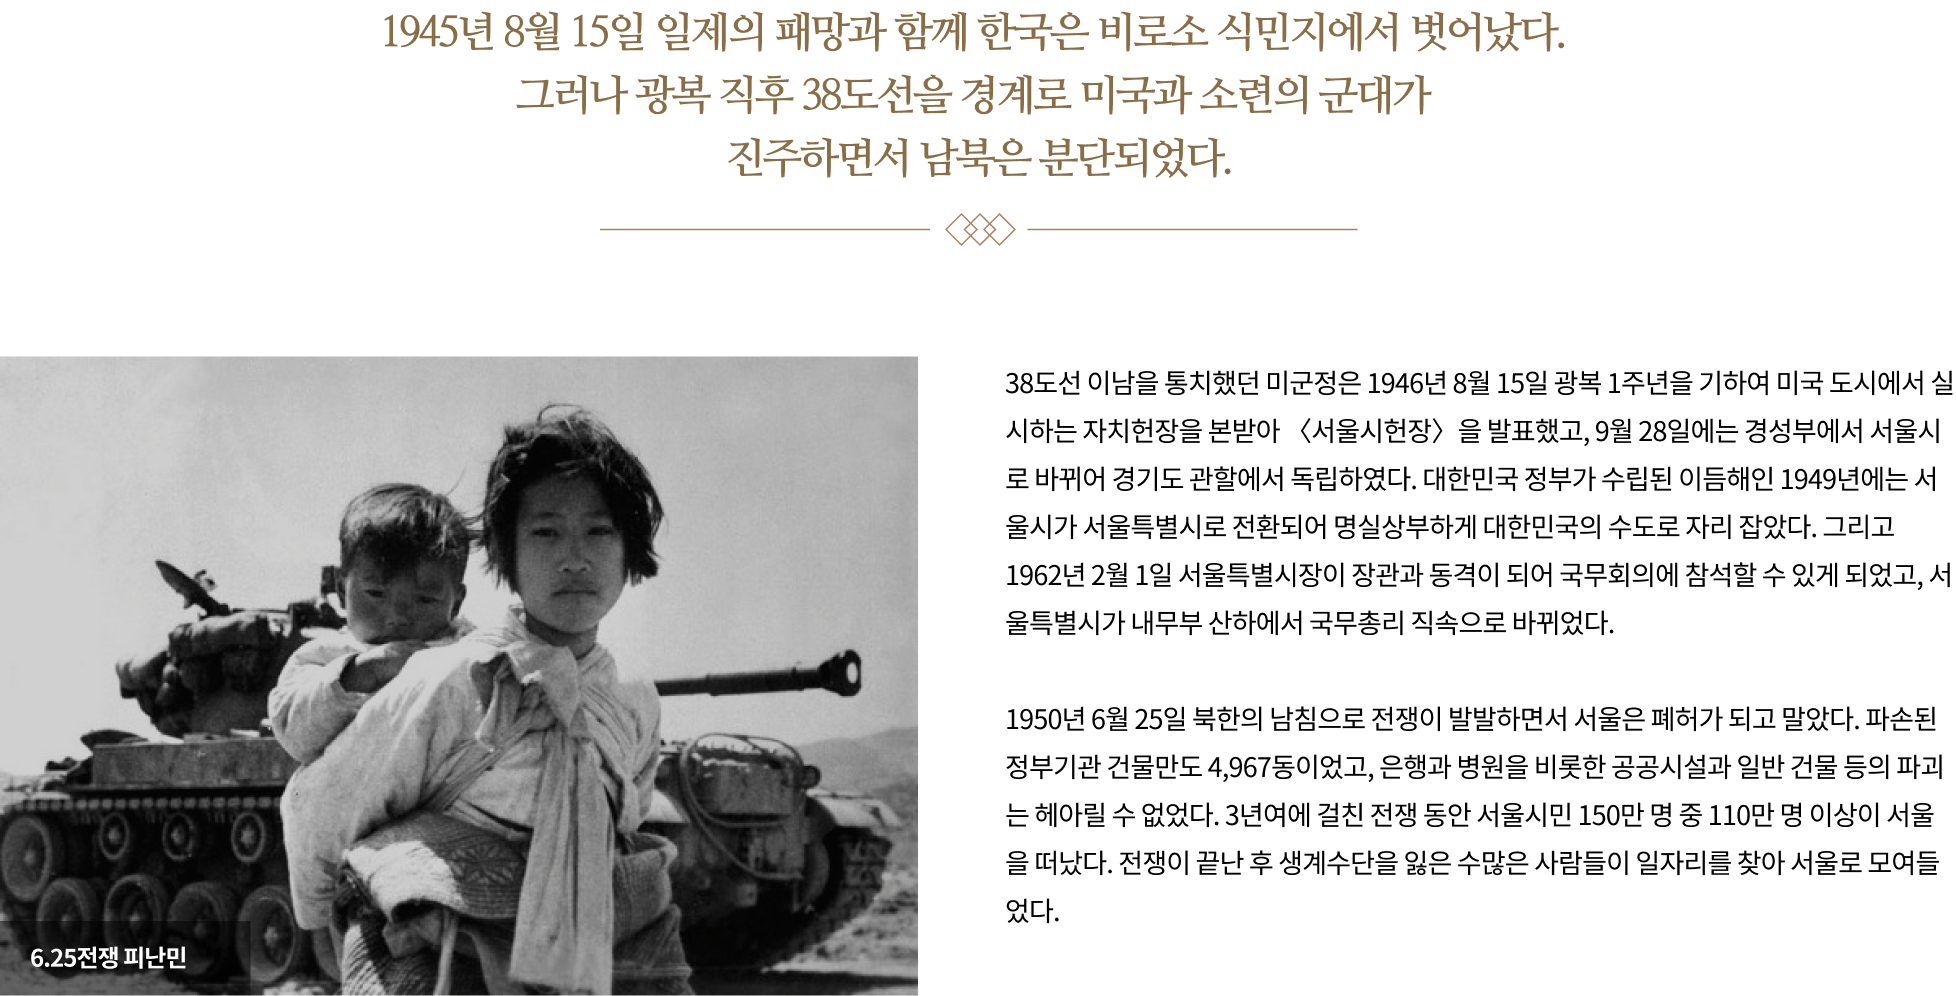 1945년 8월 15일 일제의 패망과 함께 한국은 비로소 식민지에서 벗어났다.
그러나 광복 직후 38도선을 경계로 미국과 소련의 군대가
진주하면서 남북은 분단되었다.
38도선 이남을 통치했던 미군정은 1946년 8월 15일 광복 1주년을 기하여 미국 도시에서 실
시하는 자치헌장을 본받아 〈서울시헌장〉을 발표했고, 9월 28일에는 경성부에서 서울시
로 바뀌어 경기도 관할에서 독립하였다. 대한민국 정부가 수립된 이듬해인 1949년에는 서
울시가 서울특별시로 전환되어 명실상부하게 대한민국의 수도로 자리 잡았다. 그리고
1962년 2월 1일 서울특별시장이 장관과 동격이 되어 국무회의에 참석할 수 있게 되었고, 서
울특별시가 내무부 산하에서 국무총리 직속으로 바뀌었다.
1950년 6월 25일 북한의 남침으로 전쟁이 발발하면서 서울은 폐허가 되고 말았다. 파손된
정부기관 건물만도 4,967동이었고, 은행과 병원을 비롯한 공공시설과 일반 건물 등의 파괴
는 헤아릴 수 없었다. 3년여에 걸친 전쟁 동안 서울시민 150만 명 중 110만 명 이상이 서울
을 떠났다. 전쟁이 끝난 후 생계수단을 잃은 수많은 사람들이 일자리를 찾아 서울로 모여들
었다.
6.25전쟁 피난민